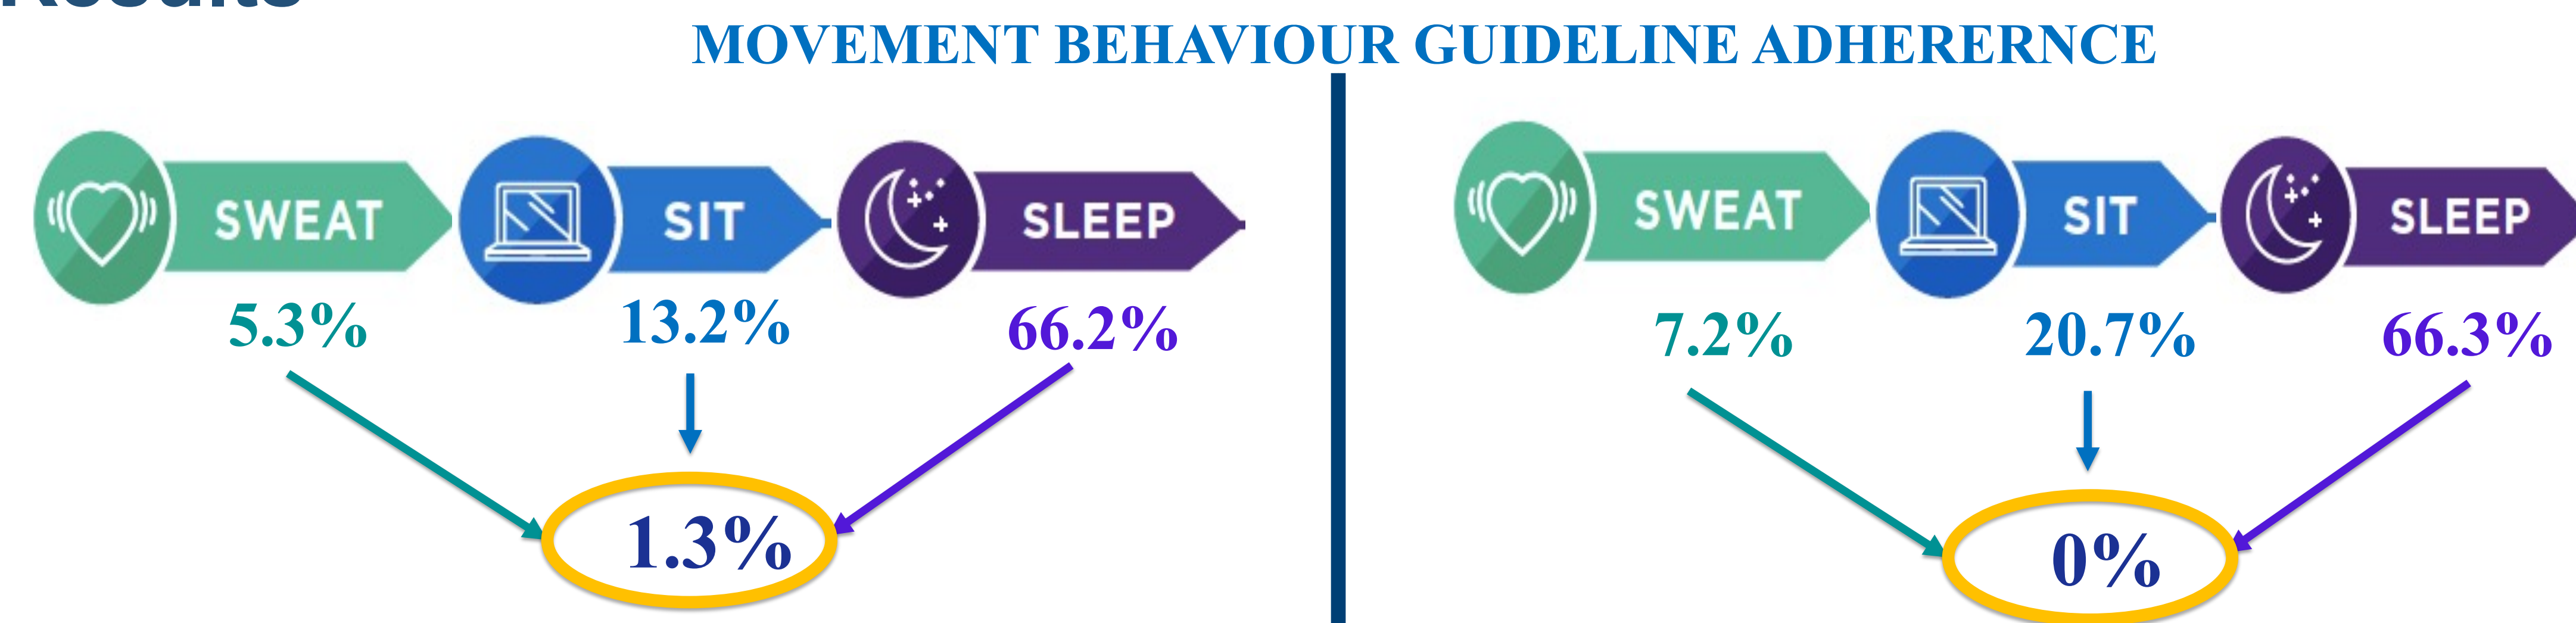 Results
MOVEMENT BEHAVIOUR GUIDELINE ADHERERNCE
SWEAT SIT SLEEP
5.3% 13.2% 66.2%
1.3%
SWEAT SIT SLEEP
7.2% 20.7% 66.3%
0%